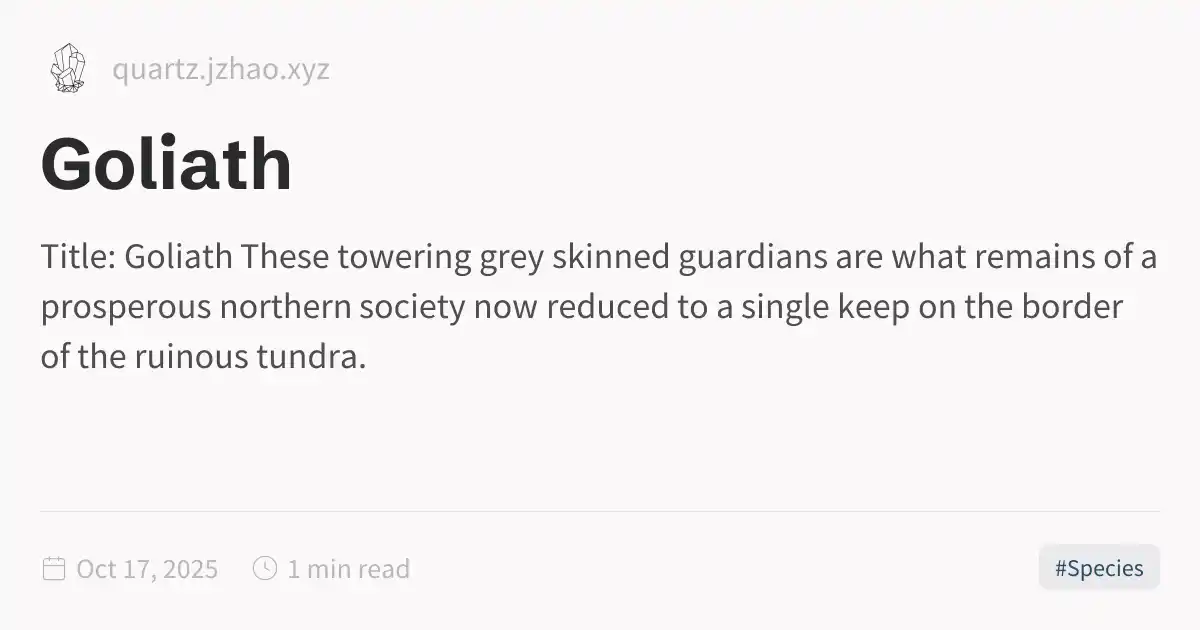 quartz.jzhao.xyz
Goliath
Title: Goliath These towering grey skinned guardians are what remains of a
prosperous northern society now reduced to a single keep on the border
of the ruinous tundra.
Oct 17, 2025 1 min read #Species